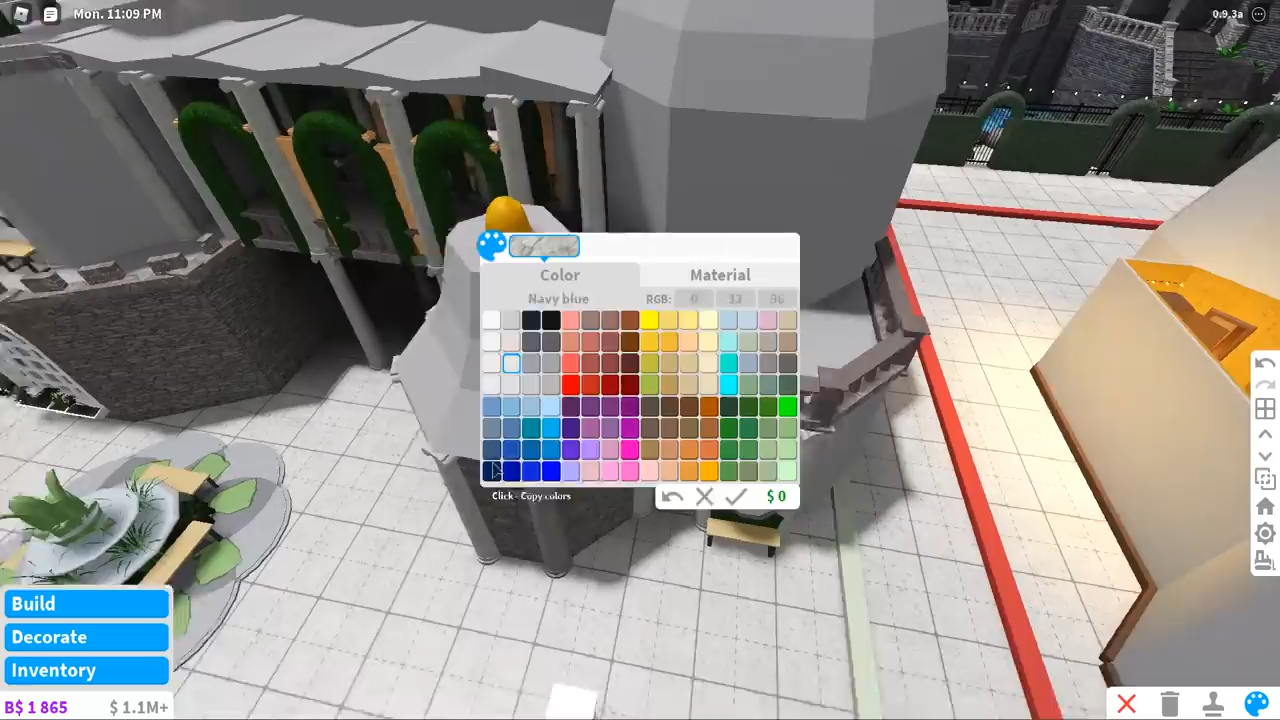 Mon. 11:09 PM
0.9.3a
Color
Material
Navy blue
RGB: 0 32 96
Click - Copy colors
$ 0
Build
Decorate
Inventory
B$ 1 865
$ 1.1M+